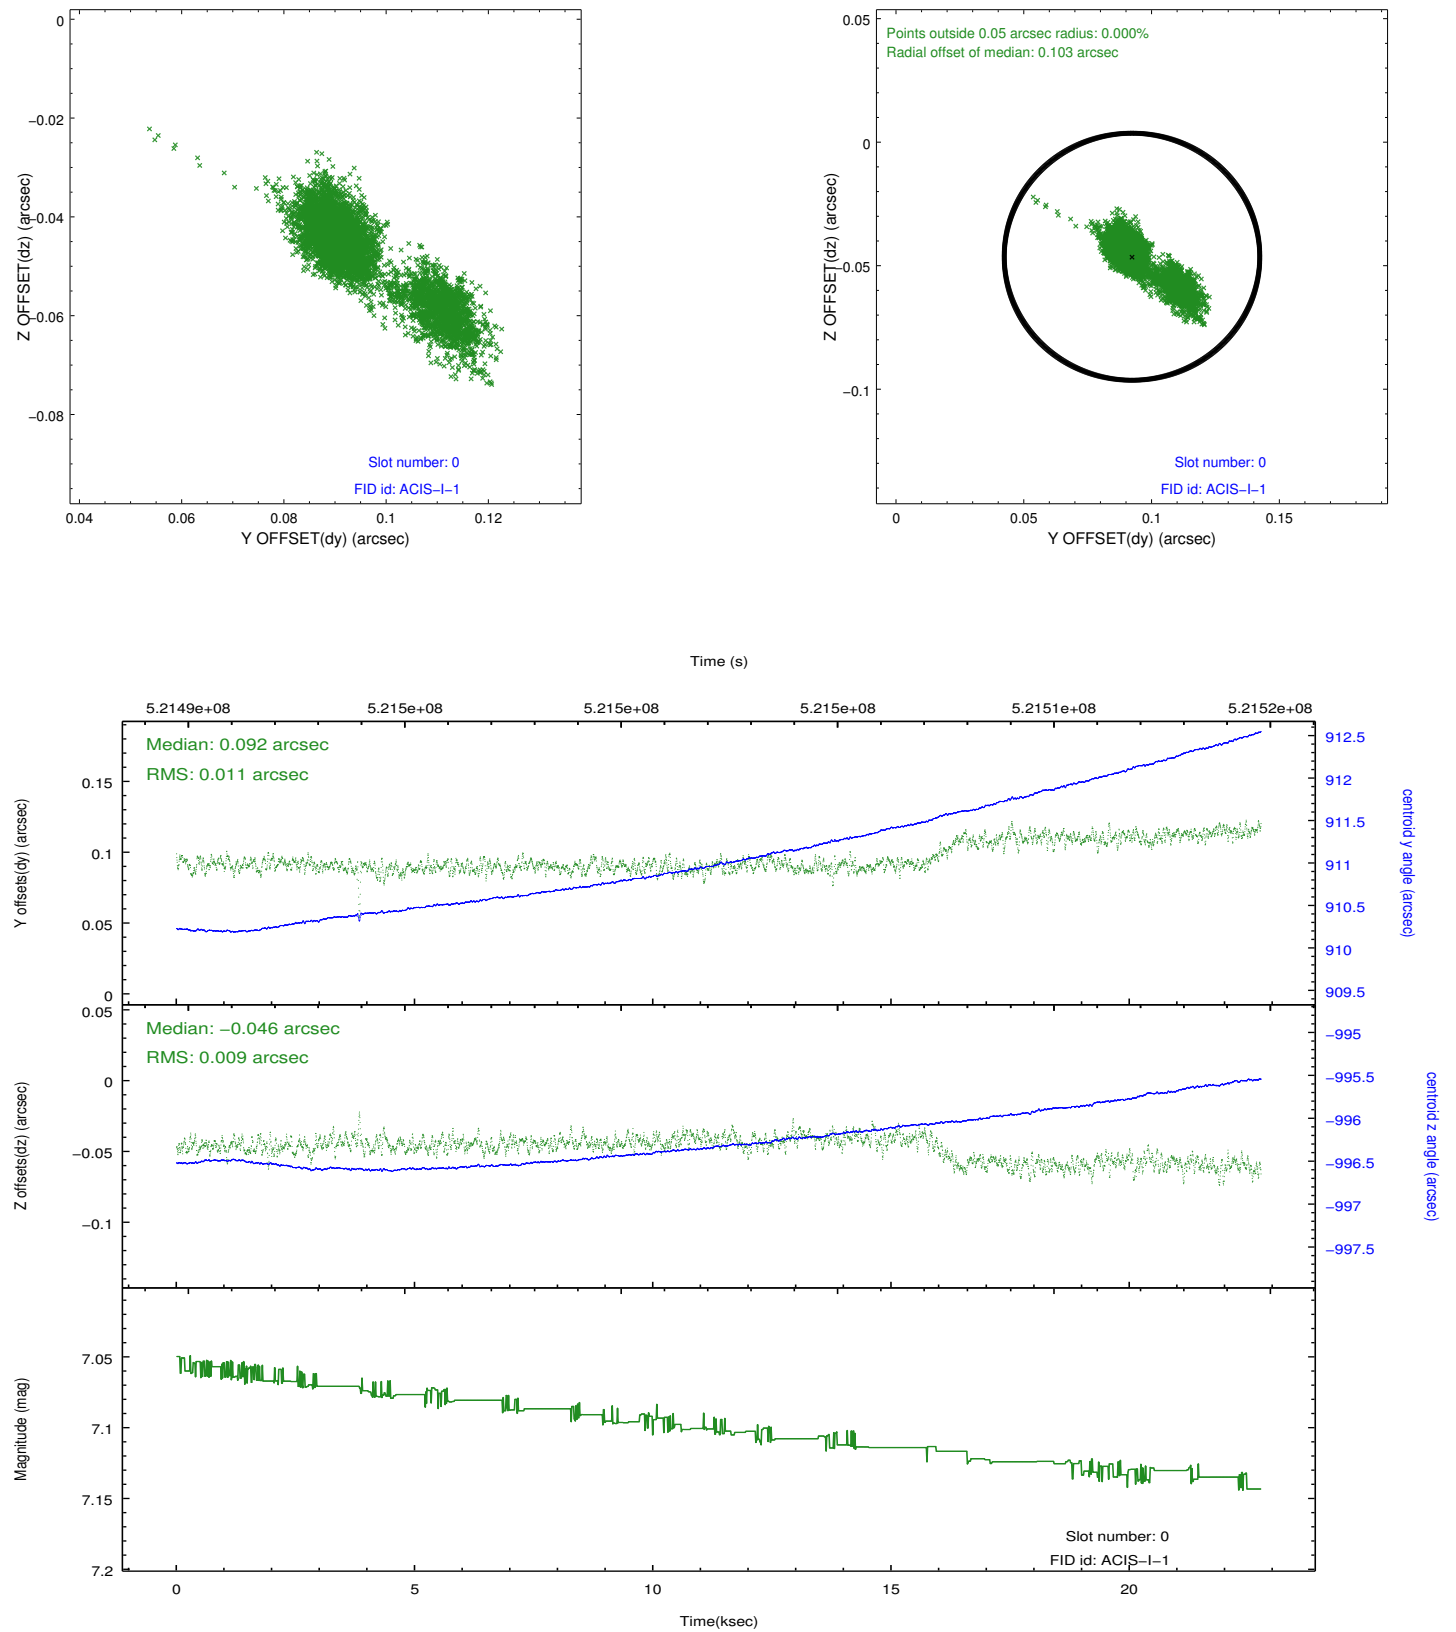 0
−0.02
−0.04
−0.06
−0.08
Z OFFSET(dz) (arcsec)
Slot number: 0
FID id: ACIS−I−1
0.04 0.06 0.08 0.1 0.12
Y OFFSET(dy) (arcsec)
Points outside 0.05 arcsec radius: 0.000%
Radial offset of median: 0.103 arcsec
0.05
0
−0.05
−0.1
Z OFFSET(dz) (arcsec)
Slot number: 0
FID id: ACIS−I−1
0 0.05 0.1 0.15
Y OFFSET(dy) (arcsec)
Time (s)
5.2149e+08 5.215e+08 5.215e+08 5.215e+08 5.2151e+08 5.2152e+08
Median: 0.092 arcsec
RMS: 0.011 arcsec
0.15
0.1
0.05
0
Y offsets(dy) (arcsec)
912.5
912
911.5
911
910.5
910
909.5
centroid y angle (arcsec)
Median: −0.046 arcsec
RMS: 0.009 arcsec
0.05
0
−0.05
−0.1
Z offsets(dz) (arcsec)
−995
−995.5
−996
−996.5
−997
−997.5
centroid z angle (arcsec)
7.05
7.1
7.15
7.2
Magnitude (mag)
Slot number: 0
FID id: ACIS−I−1
0 5 10 15 20
Time(ksec)